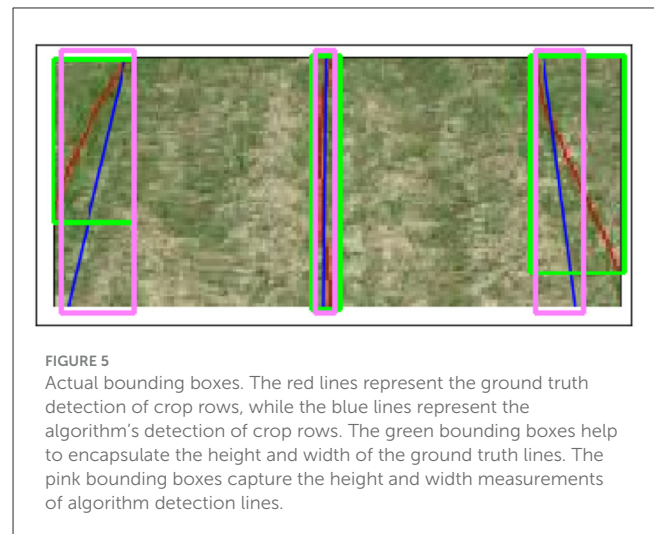 FIGURE 5
Actual bounding boxes. The red lines represent the ground truth
detection of crop rows, while the blue lines represent the
algorithm's detection of crop rows. The green bounding boxes help
to encapsulate the height and width of the ground truth lines. The
pink bounding boxes capture the height and width measurements
of algorithm detection lines.